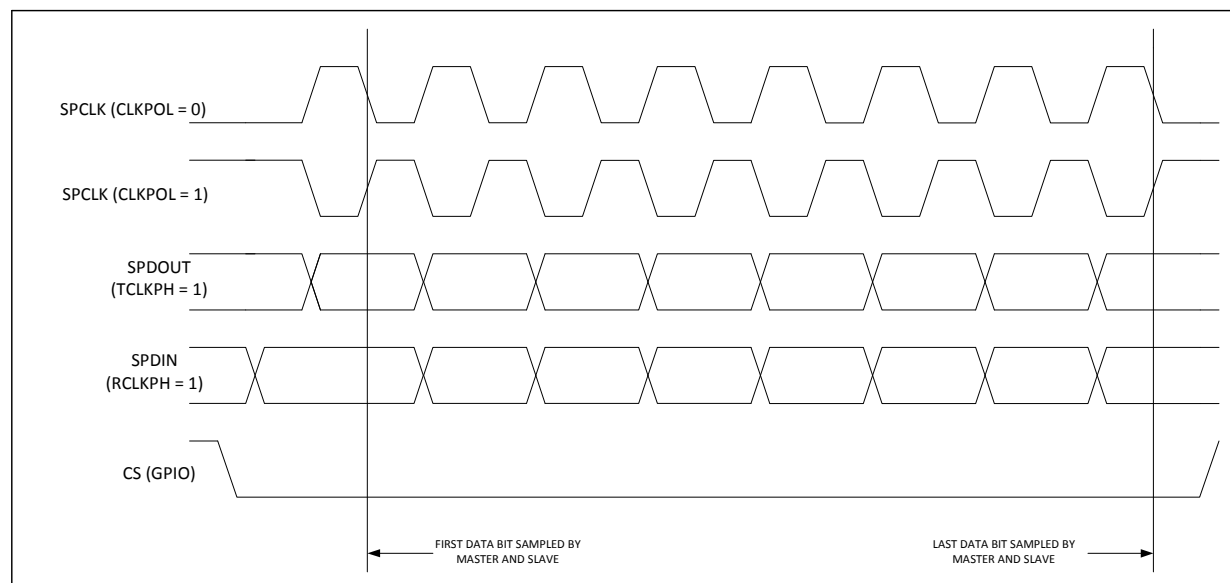 SPCLK (CLKPOL = 0)
SPCLK (CLKPOL = 1)
SPDOUT
(TCLKPH = 1)
SPDIN
(RCLKPH = 1)
CS (GPIO)
FIRST DATA BIT SAMPLED BY
MASTER AND SLAVE
LAST DATA BIT SAMPLED BY
MASTER AND SLAVE